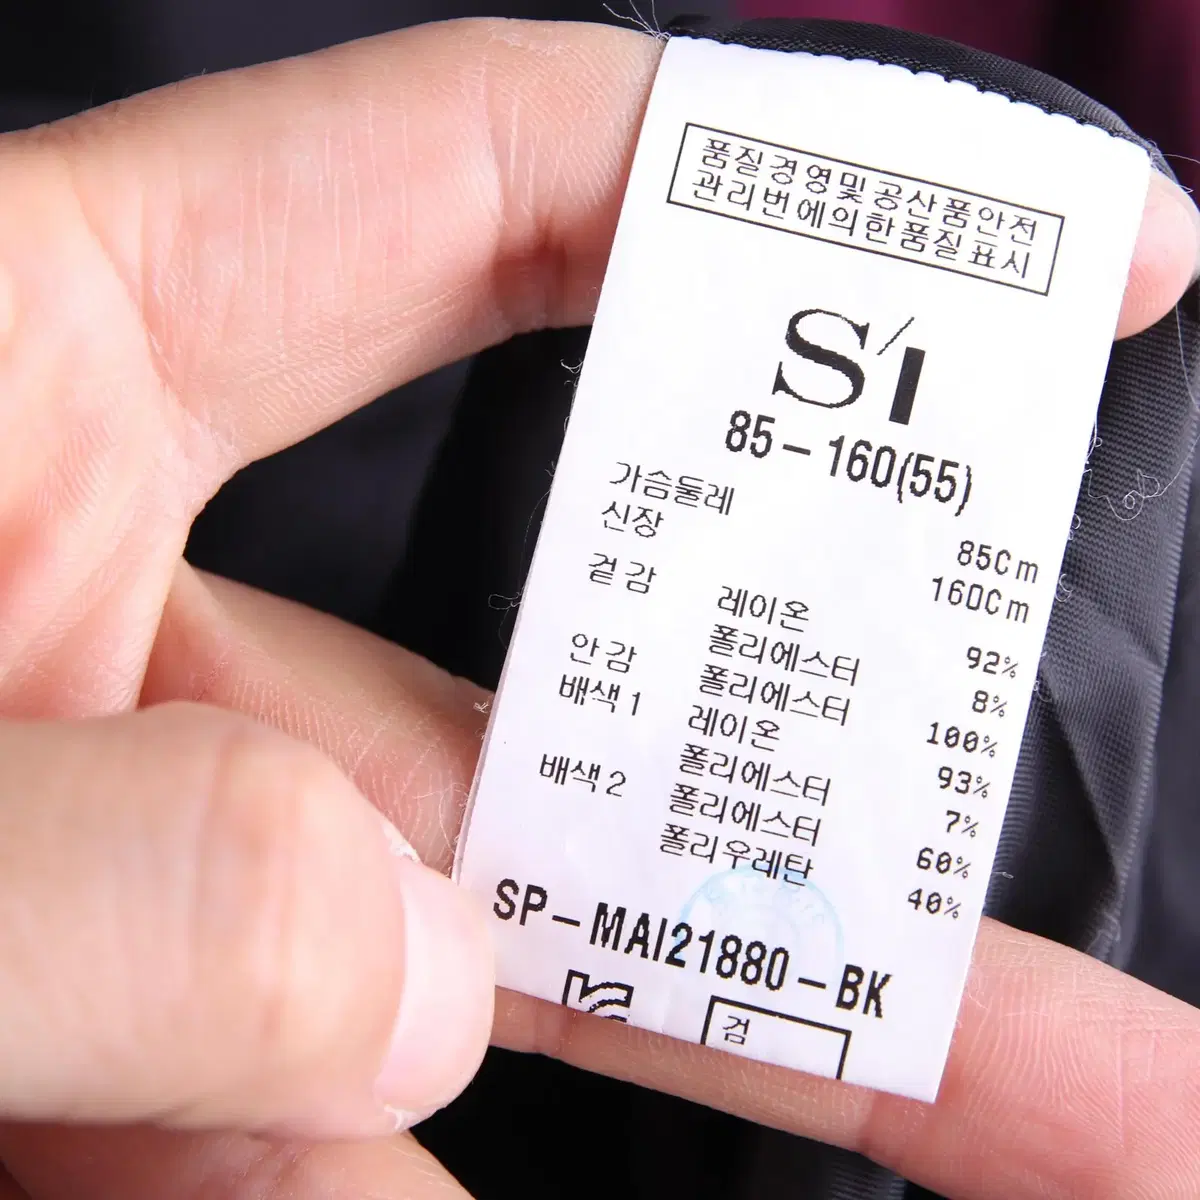 품질경영및공산품안전
관리번에의한품질표시
S/I
85-160(55)
가슴둘레 85Cm
신장 160Cm
겉감 레이온 92%
폴리에스터 8%
안감 폴리에스터 100%
배색1 레이온 93%
폴리에스터 7%
배색2 폴리에스터 60%
폴리우레탄 40%
SP-MAI21880-BK
검